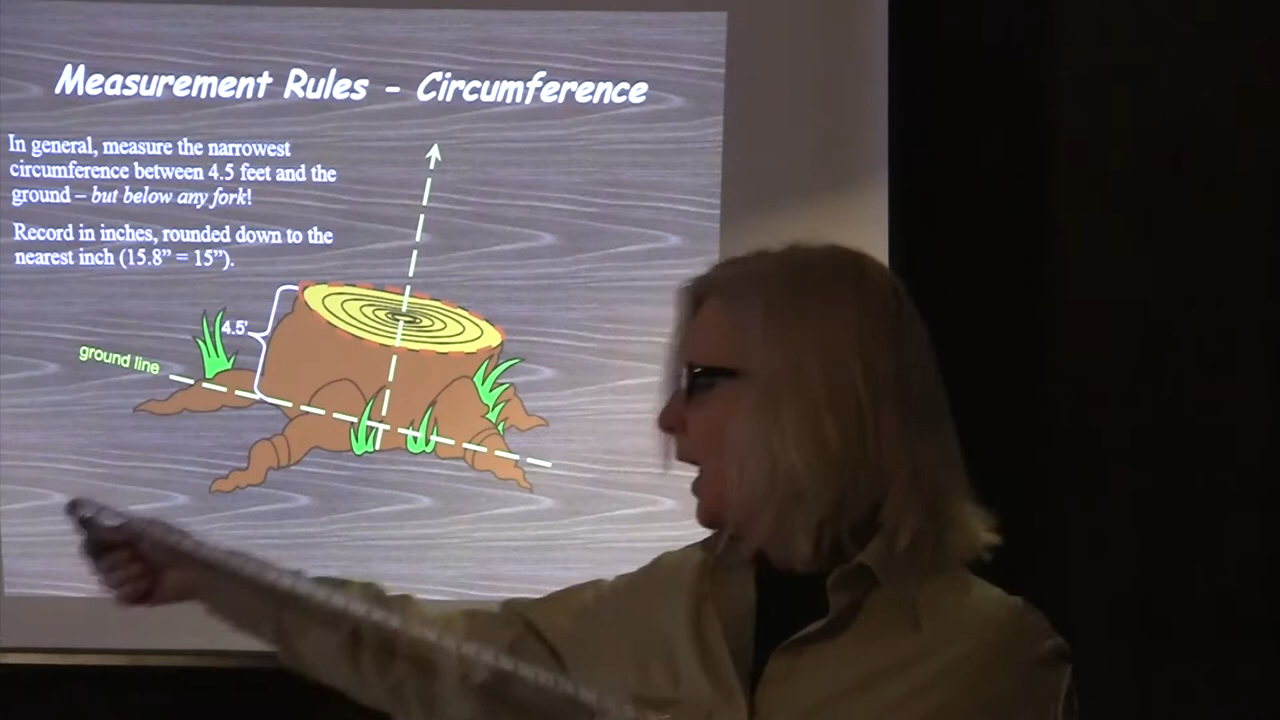 Measurement Rules - Circumference
In general, measure the narrowest
circumference between 4.5 feet and the
ground – but below any fork!
Record in inches, rounded down to the
nearest inch (15.8” = 15”).
4.5'
ground line